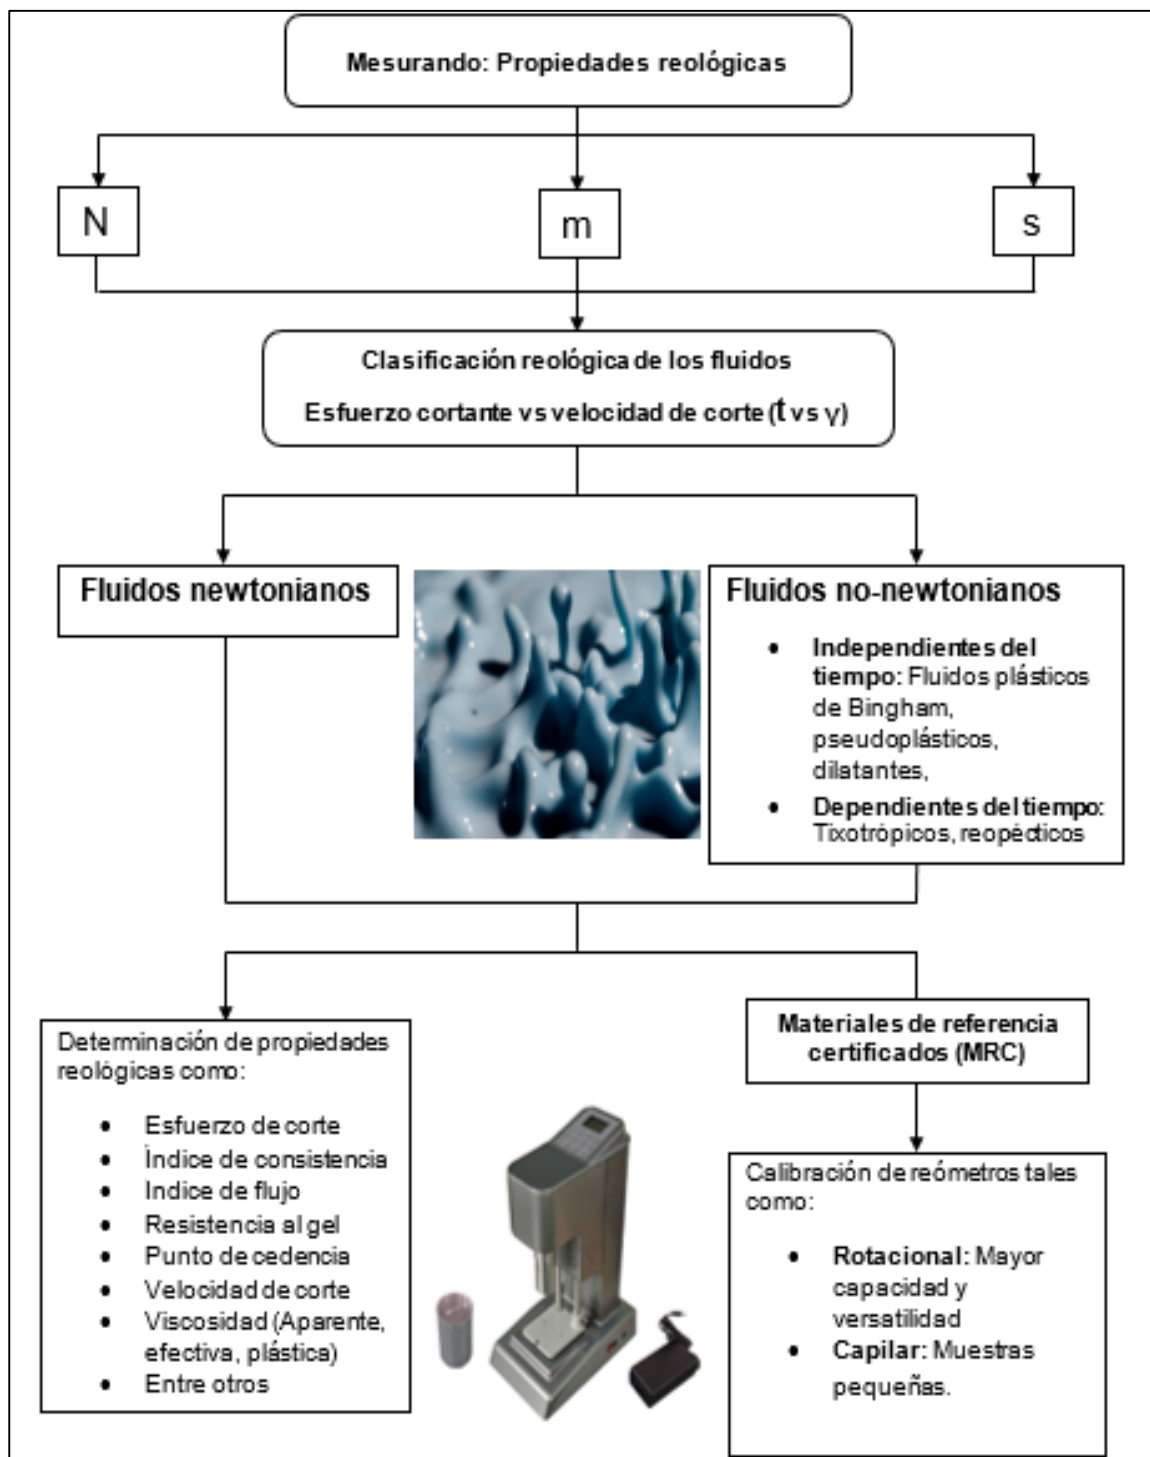 Mesurando: Propiedades reológicas
N
m
s
Clasificación reológica de los fluidos
Esfuerzo cortante vs velocidad de corte (t vs γ)
Fluidos newtonianos
Fluidos no-newtonianos
• Independientes del
tiempo: Fluidos plásticos
de Bingham,
pseudoplásticos,
dilatantes,
• Dependientes del tiempo:
Tixotrópicos, reopécticos
Determinación de propiedades
reológicas como:
• Esfuerzo de corte
• Índice de consistencia
• Indice de flujo
• Resistencia al gel
• Punto de cedencia
• Velocidad de corte
• Viscosidad (Aparente,
efectiva, plástica)
• Entre otros
Materiales de referencia
certificados (MRC)
Calibración de reómetros tales
como:
• Rotacional: Mayor
capacidad y
versatilidad
• Capilar: Muestras
pequeñas.